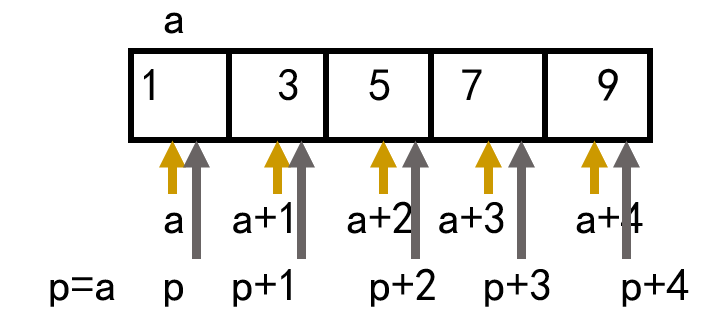 a
1 3 5 7 9
a a+1 a+2 a+3 a+4
p=a p p+1 p+2 p+3 p+4